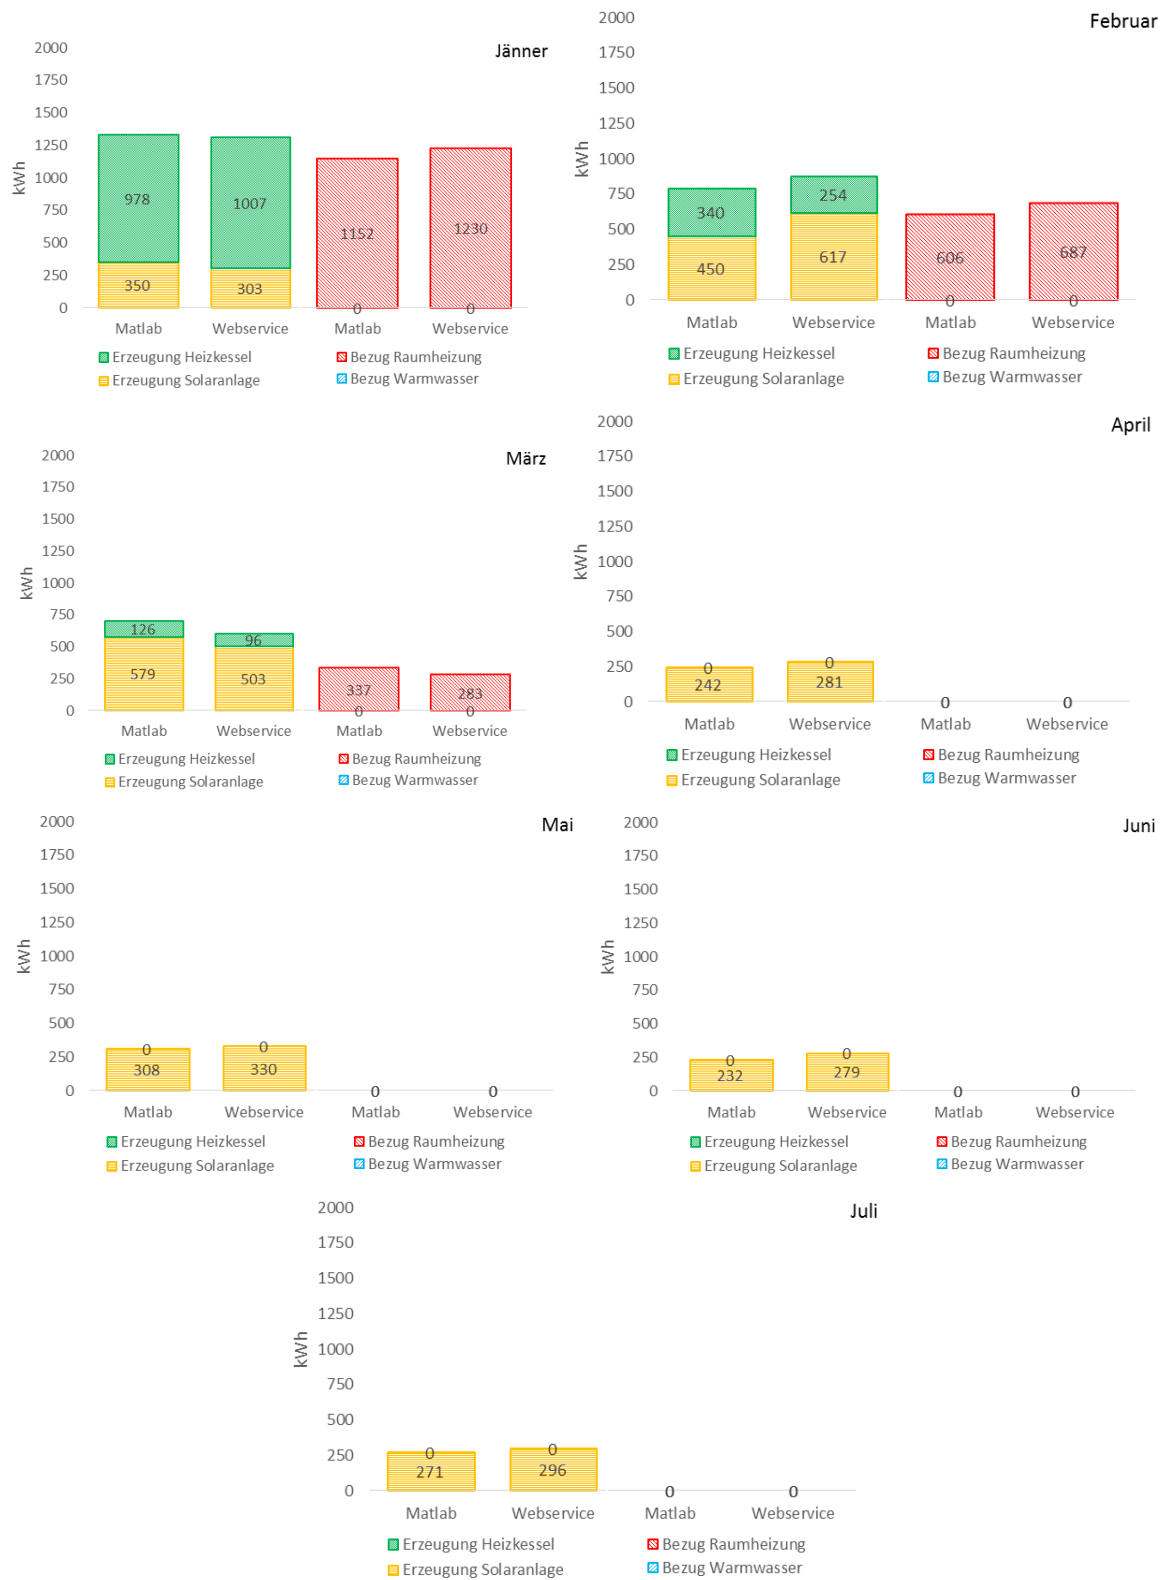 Jänner
2000
1750
1500
1250
1000
750
500
250
0
kWh
978
1007
1152
1230
350
303
0
0
Matlab
Webservice
Matlab
Webservice
Erzeugung Heizkessel
Bezug Raumheizung
Erzeugung Solaranlage
Bezug Warmwasser
Februar
2000
1750
1500
1250
1000
750
500
250
0
kWh
340
254
450
617
606
687
0
0
Matlab
Webservice
Matlab
Webservice
Erzeugung Heizkessel
Bezug Raumheizung
Erzeugung Solaranlage
Bezug Warmwasser
März
2000
1750
1500
1250
1000
750
500
250
0
kWh
126
96
579
503
337
283
0
0
Matlab
Webservice
Matlab
Webservice
Erzeugung Heizkessel
Bezug Raumheizung
Erzeugung Solaranlage
Bezug Warmwasser
April
2000
1750
1500
1250
1000
750
500
250
0
kWh
0
0
242
281
0
0
Matlab
Webservice
Matlab
Webservice
Erzeugung Heizkessel
Bezug Raumheizung
Erzeugung Solaranlage
Bezug Warmwasser
Mai
2000
1750
1500
1250
1000
750
500
250
0
kWh
0
0
308
330
0
0
Matlab
Webservice
Matlab
Webservice
Erzeugung Heizkessel
Bezug Raumheizung
Erzeugung Solaranlage
Bezug Warmwasser
Juni
2000
1750
1500
1250
1000
750
500
250
0
kWh
0
0
232
279
0
0
Matlab
Webservice
Matlab
Webservice
Erzeugung Heizkessel
Bezug Raumheizung
Erzeugung Solaranlage
Bezug Warmwasser
Juli
2000
1750
1500
1250
1000
750
500
250
0
kWh
0
0
271
296
0
0
Matlab
Webservice
Matlab
Webservice
Erzeugung Heizkessel
Bezug Raumheizung
Erzeugung Solaranlage
Bezug Warmwasser